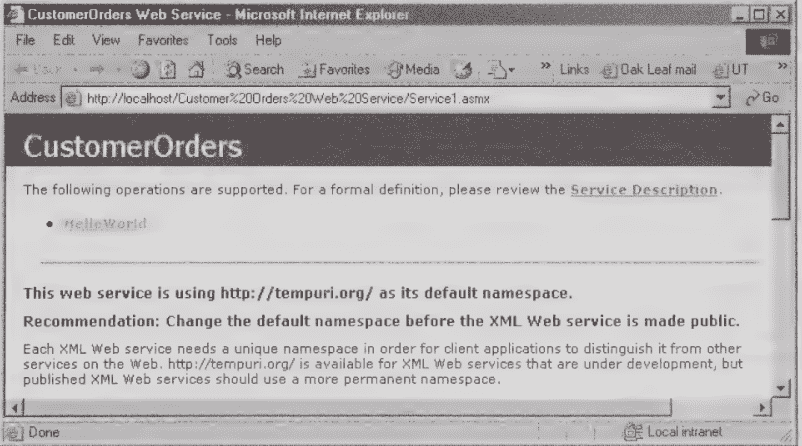 CustomerOrders Web Service - Microsoft Internet Explorer
File Edit View Favorites Tools Help
Back Search Favorites Media Links Oak Leaf mail UT
Address http://localhost/Customer%20Orders%20Web%20Service/Service1.asmx Go
CustomerOrders
The following operations are supported. For a formal definition, please review the Service Description.
HelloWorld
This web service is using http://tempuri.org/ as its default namespace.
Recommendation: Change the default namespace before the XML Web service is made public.
Each XML Web service needs a unique namespace in order for client applications to distinguish it from other
services on the Web. http://tempuri.org/ is available for XML Web services that are under development, but
published XML Web services should use a more permanent namespace.
Done Local intranet